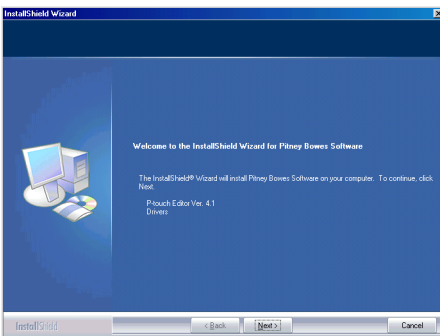 InstallShield Wizard
Welcome to the InstallShield Wizard for Pitney Bowes Software
The InstallShield® Wizard will install Pitney Bowes Software on your computer. To continue, click
Next.
P-touch Editor Ver. 4.1
Drivers
InstallShield
< Back
Next >
Cancel